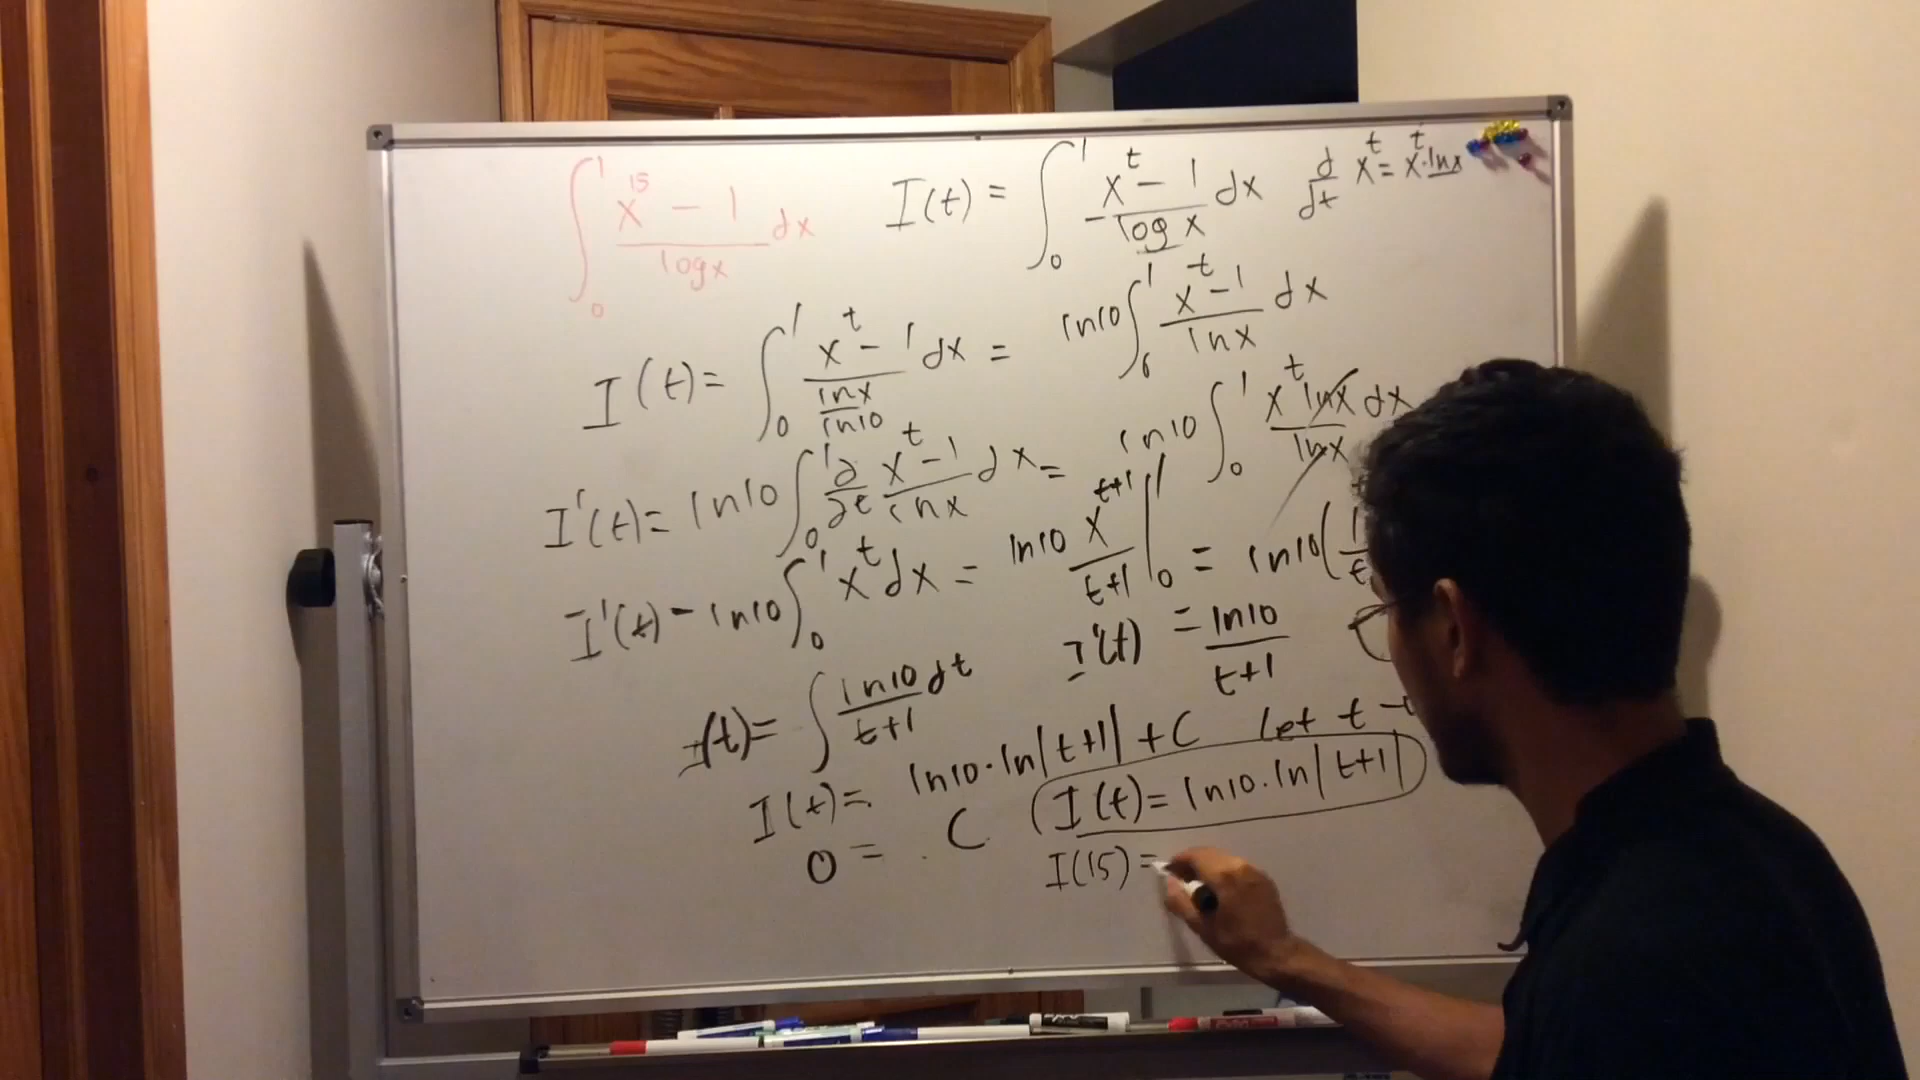 ∫₀¹ (x¹⁵ - 1)/(log x) dx
I(t) = ∫₀¹ (xᵗ - 1)/(log x) dx
d/dt xᵗ = xᵗ·ln x
I(t) = ∫₀¹ (xᵗ - 1)/(ln x/ln 10) dx = ln10 ∫₀¹ (xᵗ - 1)/(ln x) dx
I'(t) = ln10 ∫₀¹ ∂/∂t (xᵗ - 1)/(ln x) dx = ln10 ∫₀¹ (xᵗ ln x)/(ln x) dx
I'(t) - ln10 ∫₀¹ xᵗ dx = ln10 xᵗ⁺¹/(t+1) |₀¹ = ln10(
I'(t) = ln10/(t+1)
I(t) = ∫ ln10/(t+1) dt
I(t) = ln10·ln|t+1| + C let t
0 = C
I(t) = ln10·ln|t+1|
I(15) =